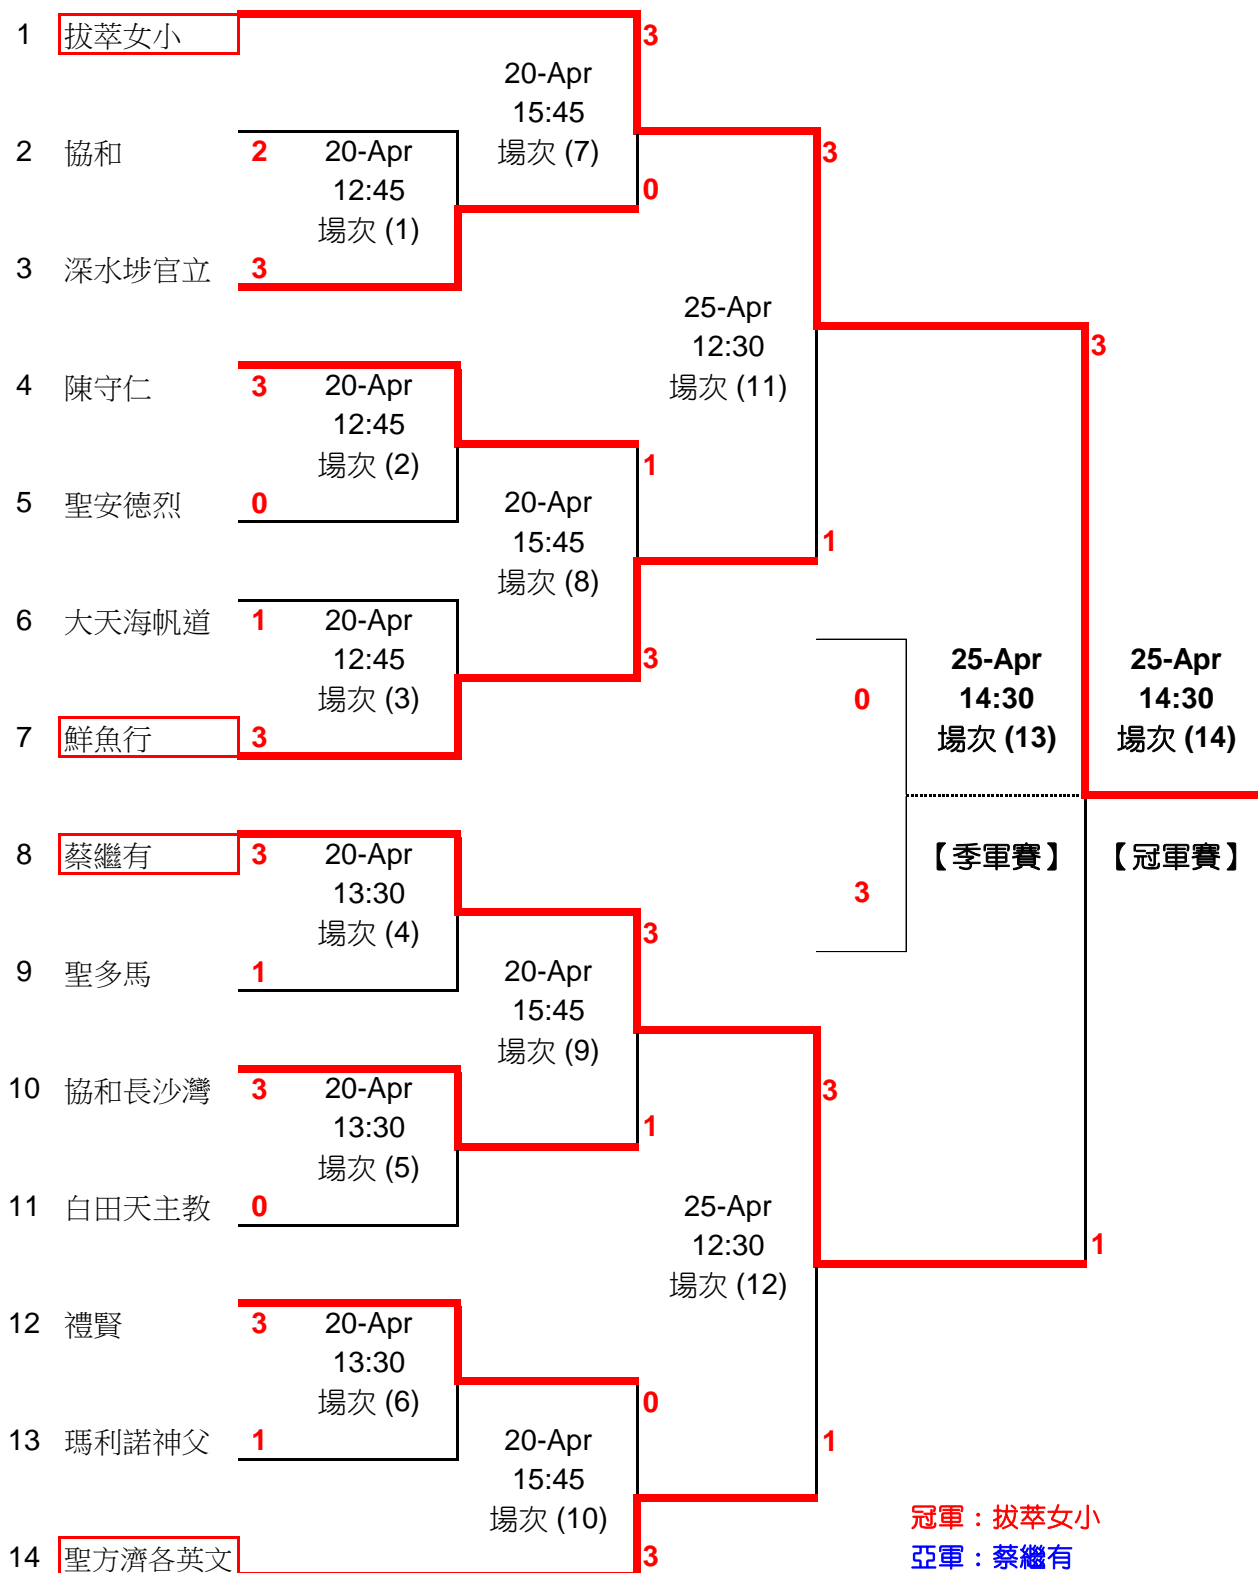 1 拔萃女小 3
20-Apr
15:45
場次 (7)
2 協和 2
20-Apr
12:45
場次 (1)
3
0
3 深水埗官立 3
25-Apr
12:30
場次 (11)
3
4 陳守仁 3
20-Apr
12:45
場次 (2)
1
5 聖安德烈 0
20-Apr
15:45
場次 (8)
1
6 大天海帆道 1
20-Apr
12:45
場次 (3)
3
0
25-Apr
14:30
場次 (13)
25-Apr
14:30
場次 (14)
7 鮮魚行 3
8 蔡繼有 3
20-Apr
13:30
場次 (4)
【季軍賽】
【冠軍賽】
3
3
9 聖多馬 1
20-Apr
15:45
場次 (9)
10 協和長沙灣 3
20-Apr
13:30
場次 (5)
3
1
11 白田天主教 0
25-Apr
12:30
場次 (12)
1
12 禮賢 3
20-Apr
13:30
場次 (6)
0
13 瑪利諾神父 1
20-Apr
15:45
場次 (10)
1
冠軍：拔萃女小
14 聖方濟各英文 3
亞軍：蔡繼有